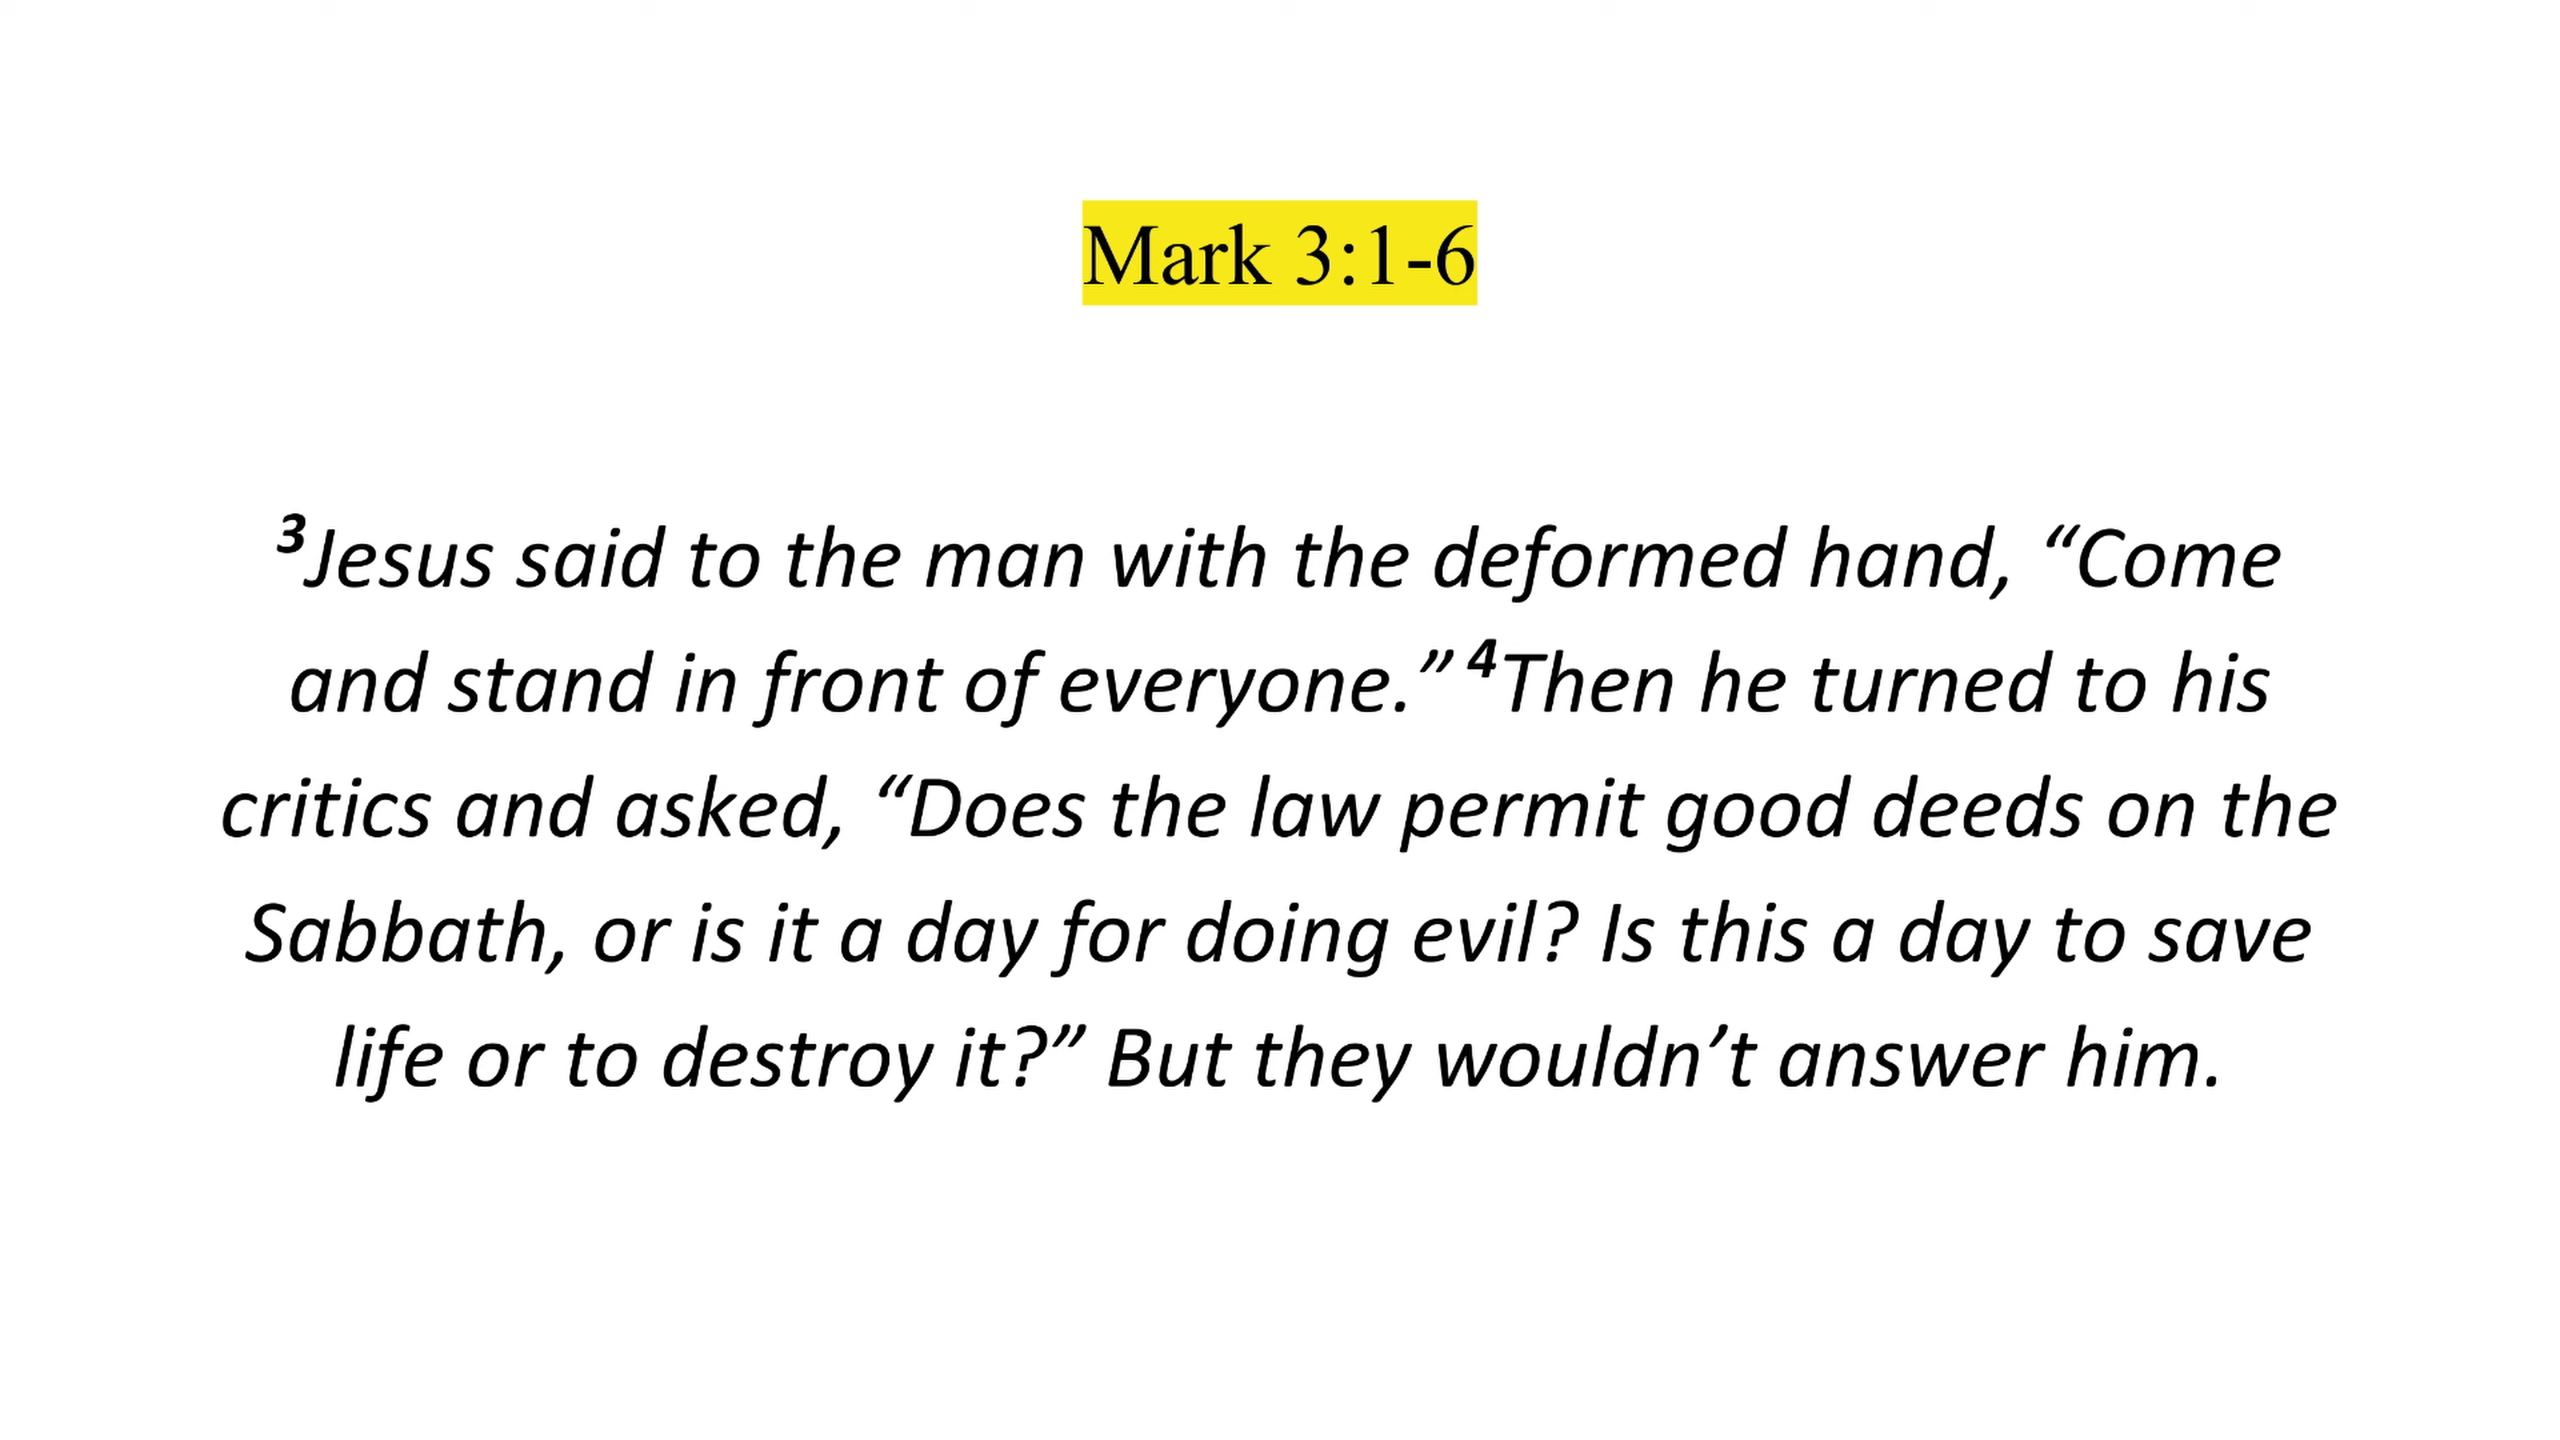 Mark 3:1-6
³Jesus said to the man with the deformed hand, “Come
and stand in front of everyone.” ⁴Then he turned to his
critics and asked, “Does the law permit good deeds on the
Sabbath, or is it a day for doing evil? Is this a day to save
life or to destroy it?” But they wouldn’t answer him.